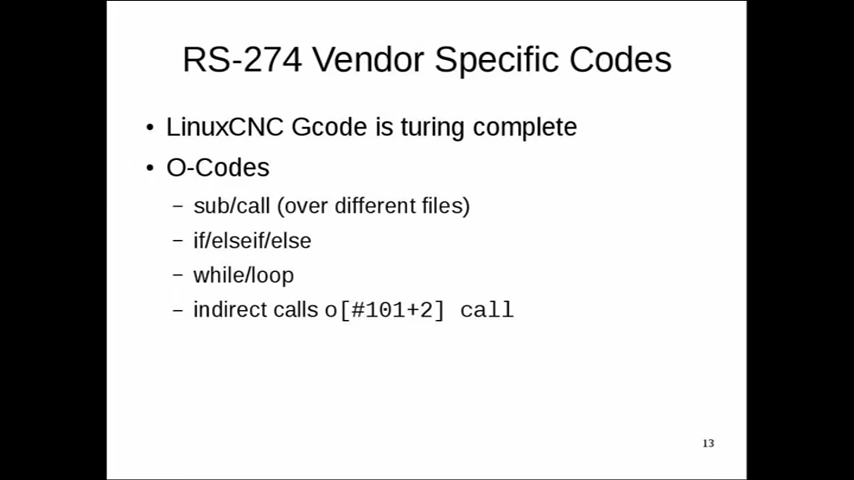 RS-274 Vendor Specific Codes
• LinuxCNC Gcode is turing complete
• O-Codes
– sub/call (over different files)
– if/elseif/else
– while/loop
– indirect calls o[#101+2] call
13